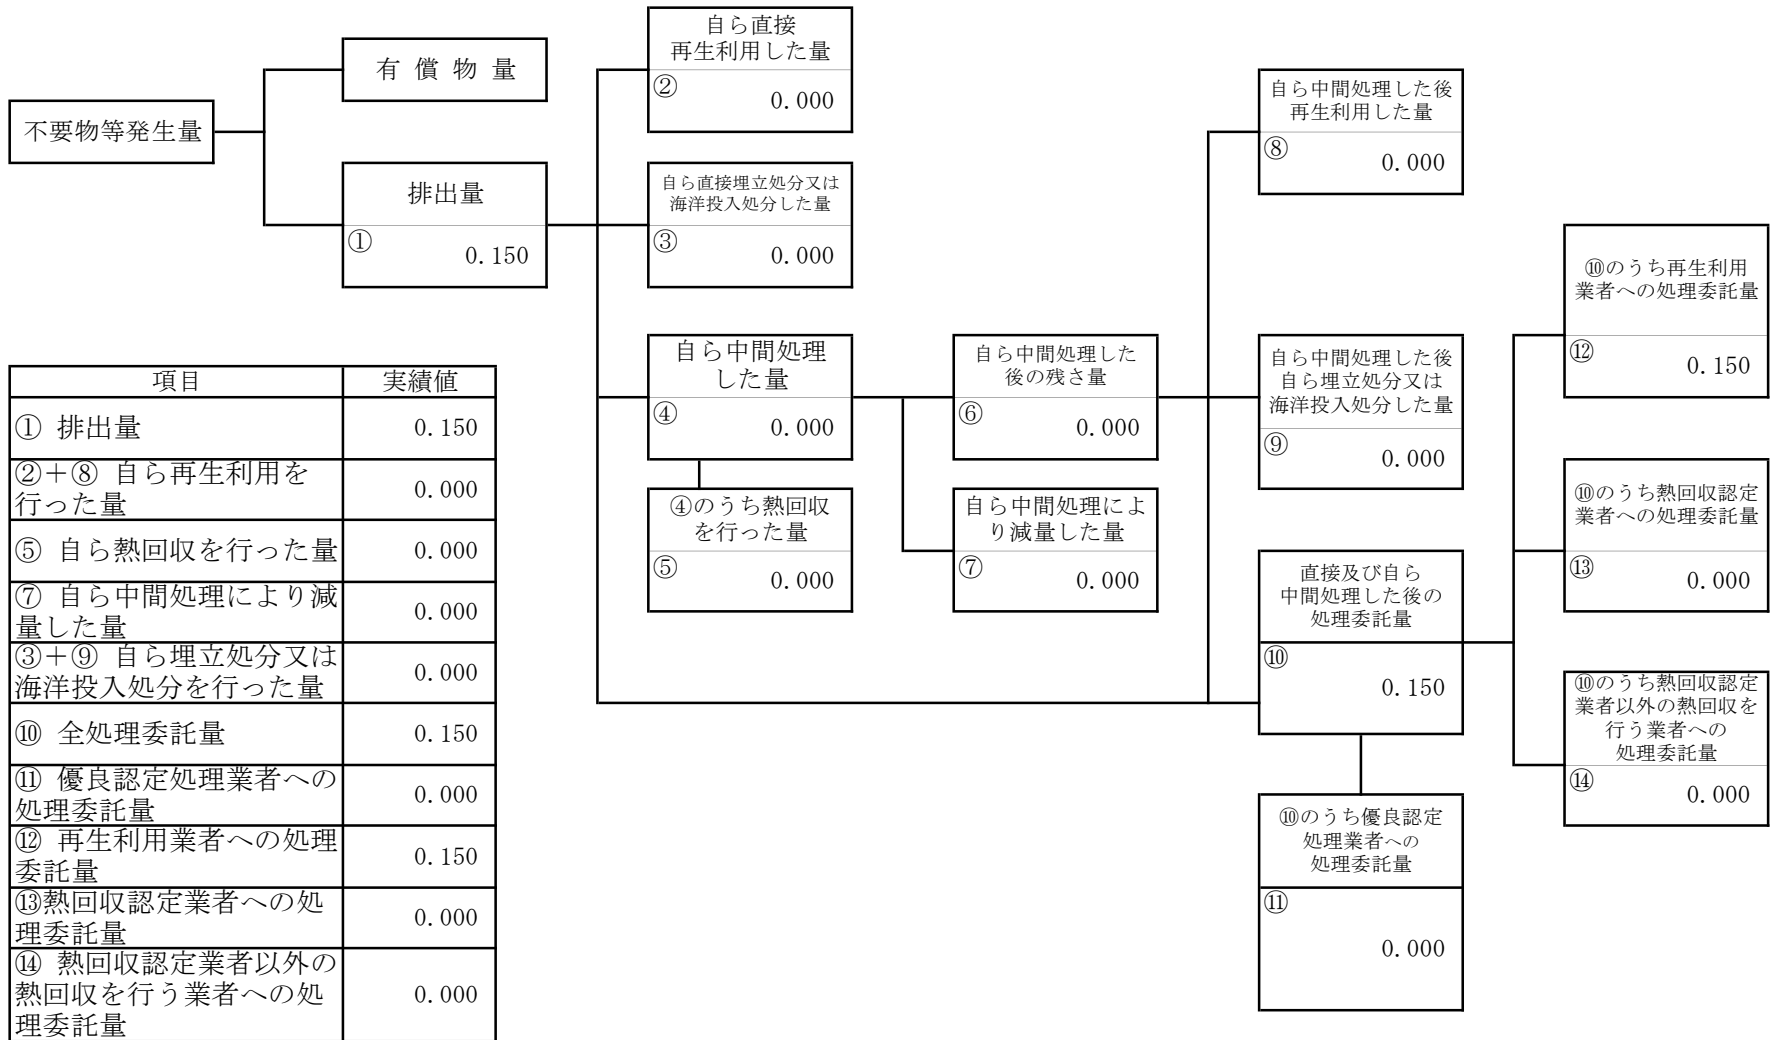 不要物等発生量
有 償 物 量
排出量
① 0.150
自ら直接
再生利用した量
② 0.000
自ら直接埋立処分又は
海洋投入処分した量
③ 0.000
自ら中間処理
した量
④ 0.000
④のうち熱回収
を行った量
⑤ 0.000
自ら中間処理した
後の残さ量
⑥ 0.000
自ら中間処理によ
り減量した量
⑦ 0.000
自ら中間処理した後
再生利用した量
⑧ 0.000
自ら中間処理した後
自ら埋立処分又は
海洋投入処分した量
⑨ 0.000
直接及び自ら
中間処理した後の
処理委託量
⑩
0.150
⑩のうち優良認定
処理業者への
処理委託量
⑪
0.000
⑩のうち再生利用
業者への処理委託量
⑫ 0.150
⑩のうち熱回収認定
業者への処理委託量
⑬ 0.000
⑩のうち熱回収認定
業者以外の熱回収を
行う業者への
処理委託量
⑭ 0.000
項目 実績値
① 排出量 0.150
②＋⑧ 自ら再生利用を
行った量 0.000
⑤ 自ら熱回収を行った量 0.000
⑦ 自ら中間処理により減
量した量 0.000
③＋⑨ 自ら埋立処分又は
海洋投入処分を行った量 0.000
⑩ 全処理委託量 0.150
⑪ 優良認定処理業者への
処理委託量 0.000
⑫ 再生利用業者への処理
委託量 0.150
⑬熱回収認定業者への処
理委託量 0.000
⑭ 熱回収認定業者以外の
熱回収を行う業者への処 0.000
理委託量